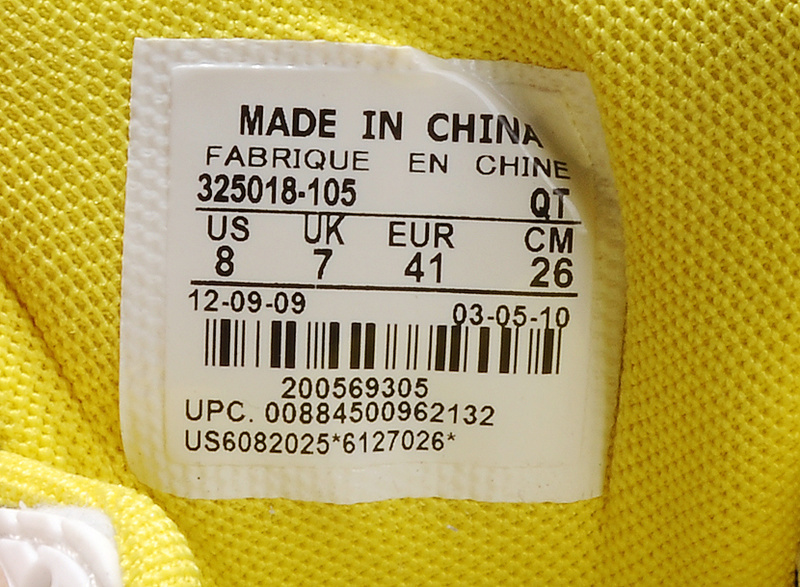 MADE IN CHINA
FABRIQUE EN CHINE
325018-105 QT
US UK EUR CM
8 7 41 26
12-09-09 03-05-10
200569305
UPC. 00884500962132
US6082025*6127026*